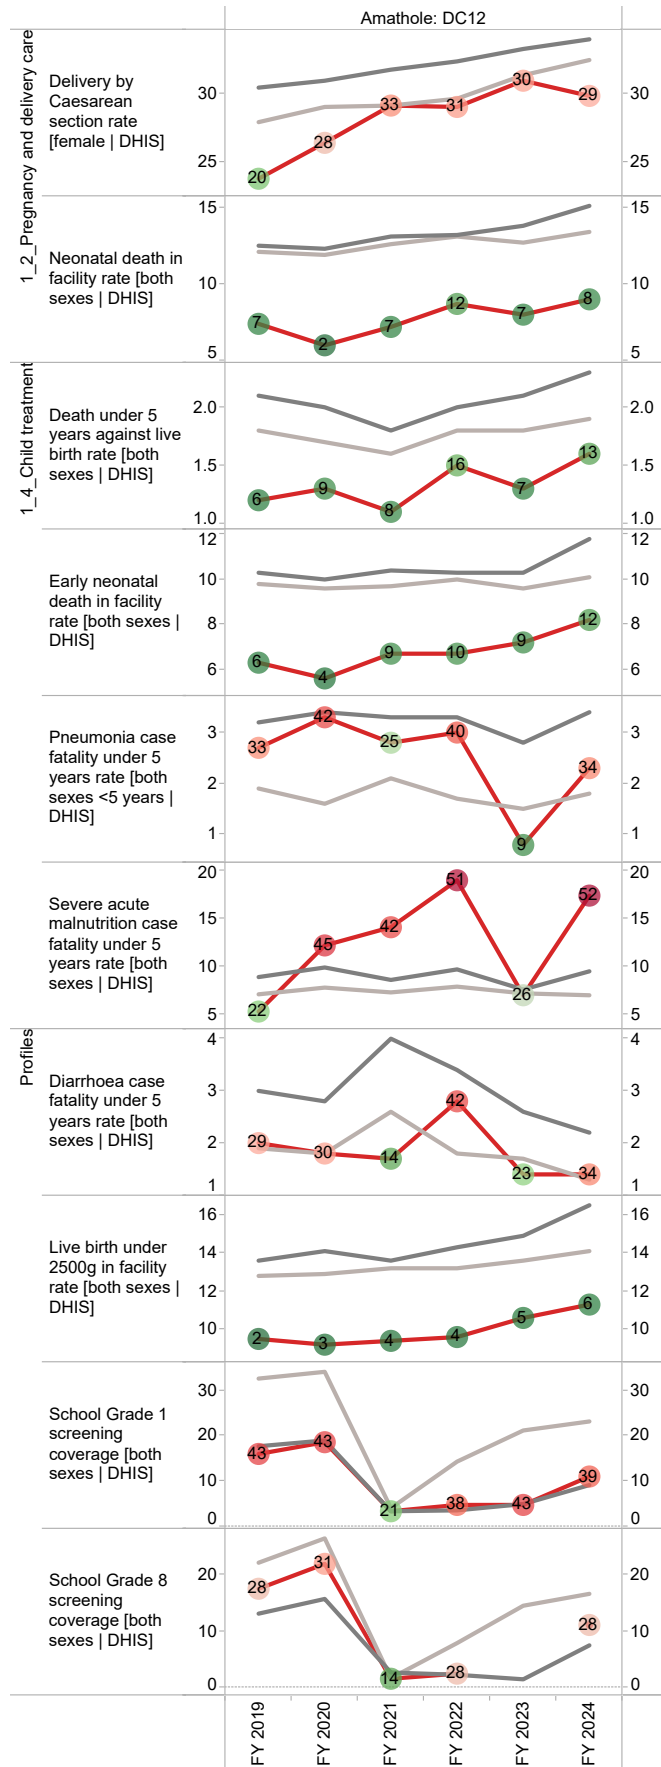 Amathole: DC12
1_2_Pregnancy and delivery care
Delivery by
Caesarean
section rate
[female | DHIS]
30
25
20
28
33
31
30
29
30
25
Neonatal death in
facility rate [both
sexes | DHIS]
15
10
5
7
2
7
12
7
8
15
10
5
1_4_Child treatment
Death under 5
years against live
birth rate [both
sexes | DHIS]
2.0
1.5
1.0
6
9
8
16
7
13
2.0
1.5
1.0
Early neonatal
death in facility
rate [both sexes |
DHIS]
12
10
8
6
6
4
9
10
9
12
12
10
8
6
Pneumonia case
fatality under 5
years rate [both
sexes <5 years |
DHIS]
3
2
1
33
42
25
40
9
34
3
2
1
Severe acute
malnutrition case
fatality under 5
years rate [both
sexes | DHIS]
20
15
10
5
22
45
42
51
26
52
20
15
10
5
Profiles
Diarrhoea case
fatality under 5
years rate [both
sexes | DHIS]
4
3
2
1
29
30
14
42
23
34
4
3
2
1
Live birth under
2500g in facility
rate [both sexes |
DHIS]
16
14
12
10
2
3
4
4
5
6
16
14
12
10
School Grade 1
screening
coverage [both
sexes | DHIS]
30
20
10
0
43
43
21
38
43
39
30
20
10
0
School Grade 8
screening
coverage [both
sexes | DHIS]
20
10
0
28
31
14
28
28
20
10
0
FY 2019
FY 2020
FY 2021
FY 2022
FY 2023
FY 2024